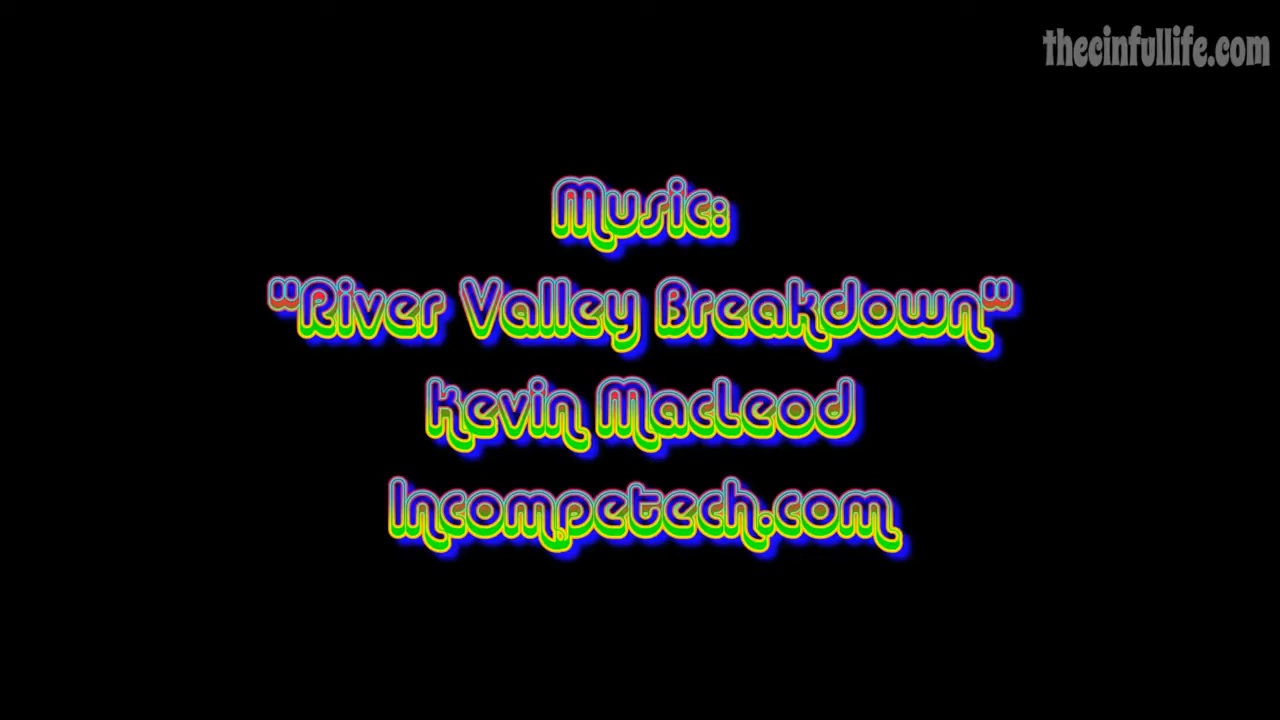 thecinfullife.com
Music:
"River Valley Breakdown"
Kevin MacLeod
Incompetech.com